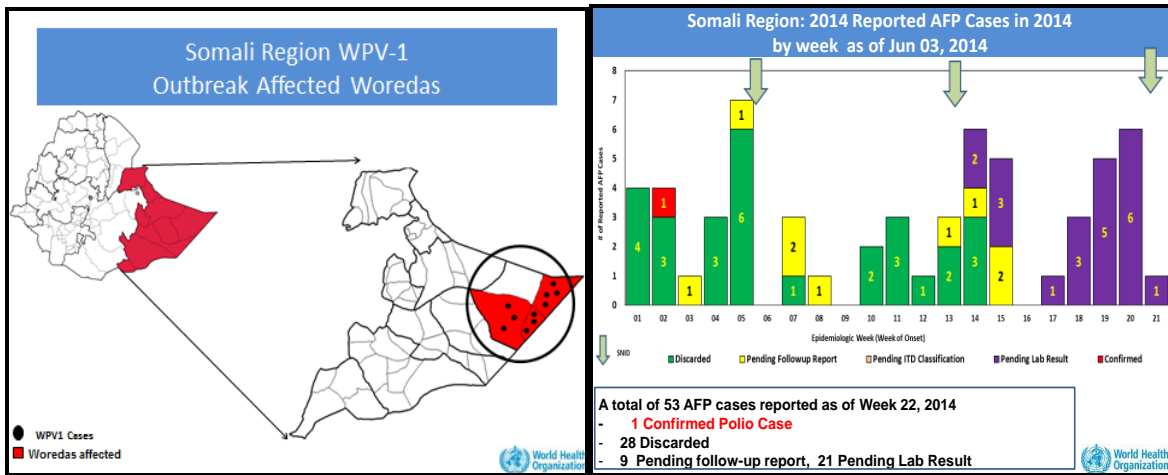 Somali Region WPV-1
Outbreak Affected Woredas
WPV1 Cases
Woredas affected
World Health
Organization
Somali Region: 2014 Reported AFP Cases in 2014
by week as of Jun 03, 2014
# of Reported AFP Cases
8
7
6
5
4
3
2
1
0
4
1
3
1
3
1
6
2
1
1
2
3
1
1
2
2
1
3
3
2
1
3
5
6
1
01 02 03 04 05 06 07 08 09 10 11 12 13 14 15 16 17 18 19 20 21
Epidemiologic Week (Week of Onset)
SNID
Discarded Pending Followup Report Pending ITD Classification Pending Lab Result Confirmed
A total of 53 AFP cases reported as of Week 22, 2014
- 1 Confirmed Polio Case
- 28 Discarded
- 9 Pending follow-up report, 21 Pending Lab Result
World Health
Organization